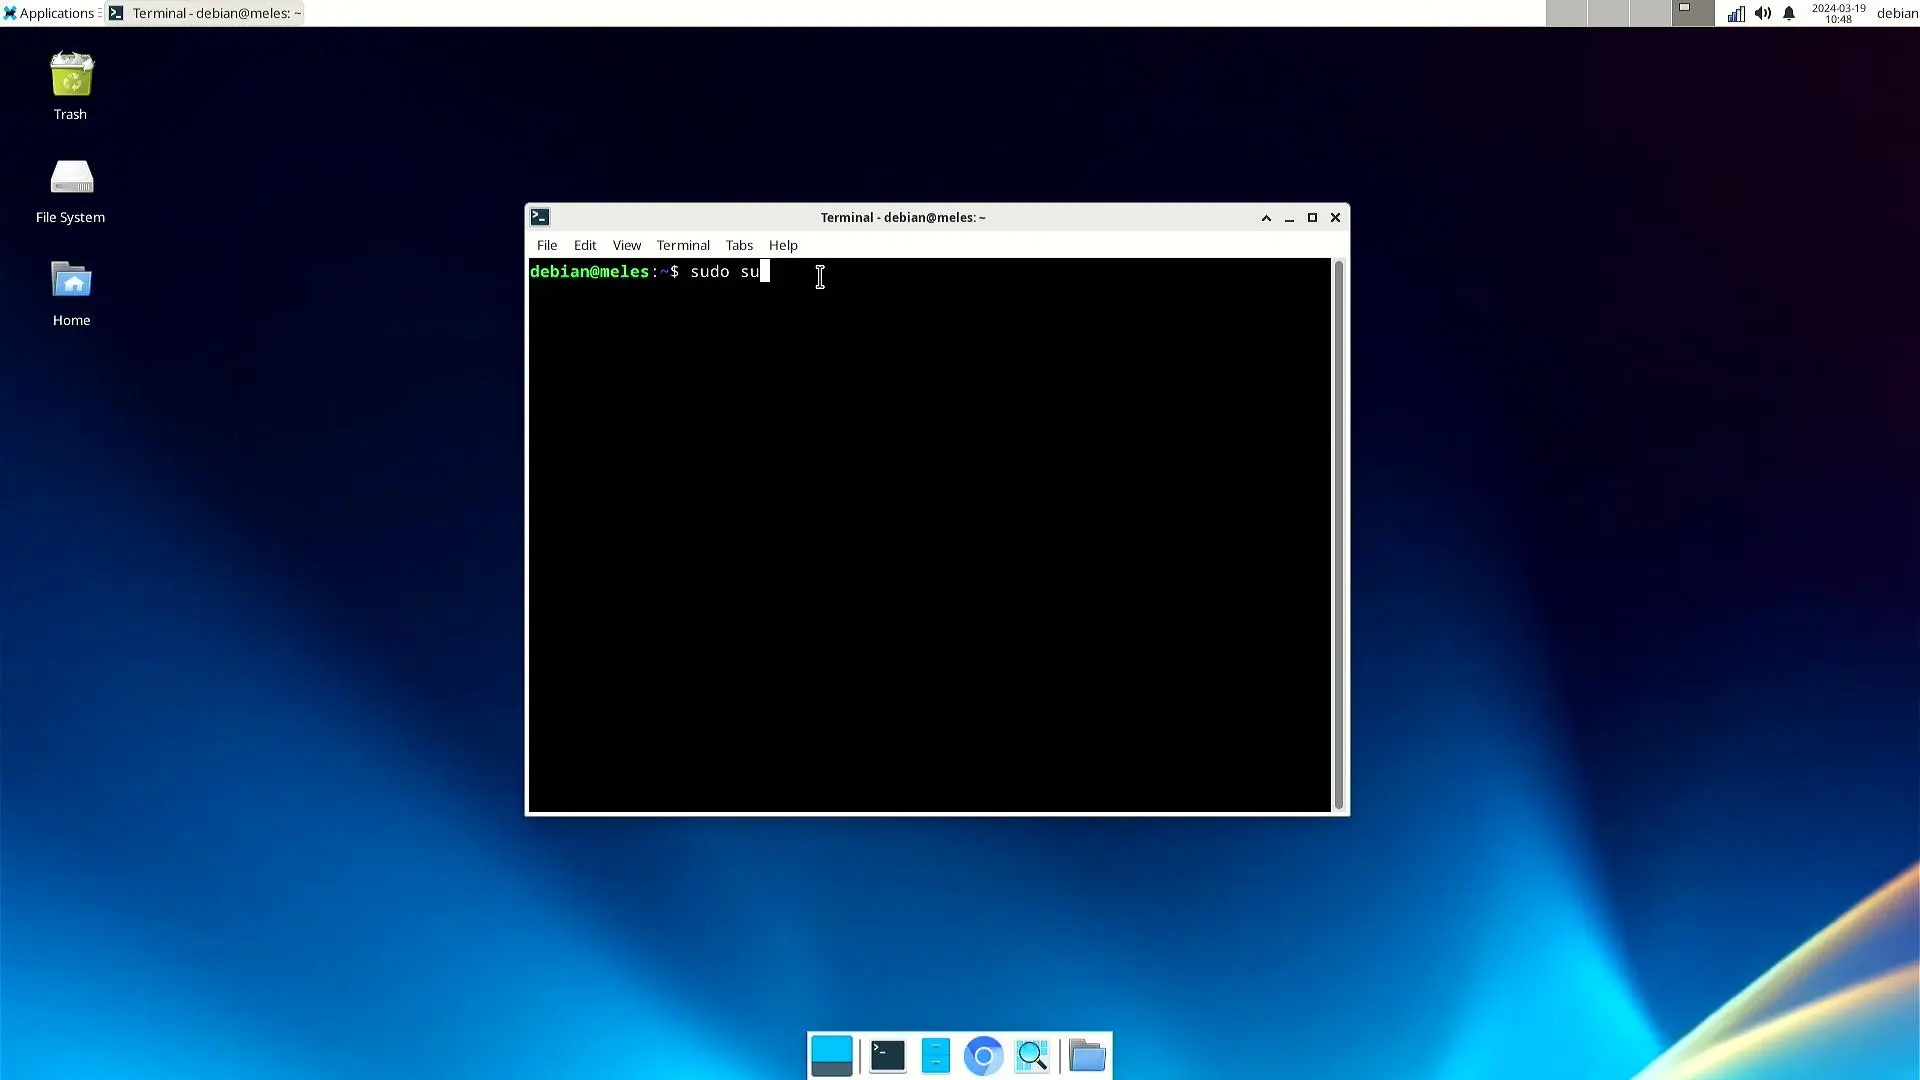 Applications
Terminal - debian@meles: ~
2024-03-19
10:48
debian
Trash
File System
Home
Terminal - debian@meles: ~
File Edit View Terminal Tabs Help
debian@meles:~$ sudo su